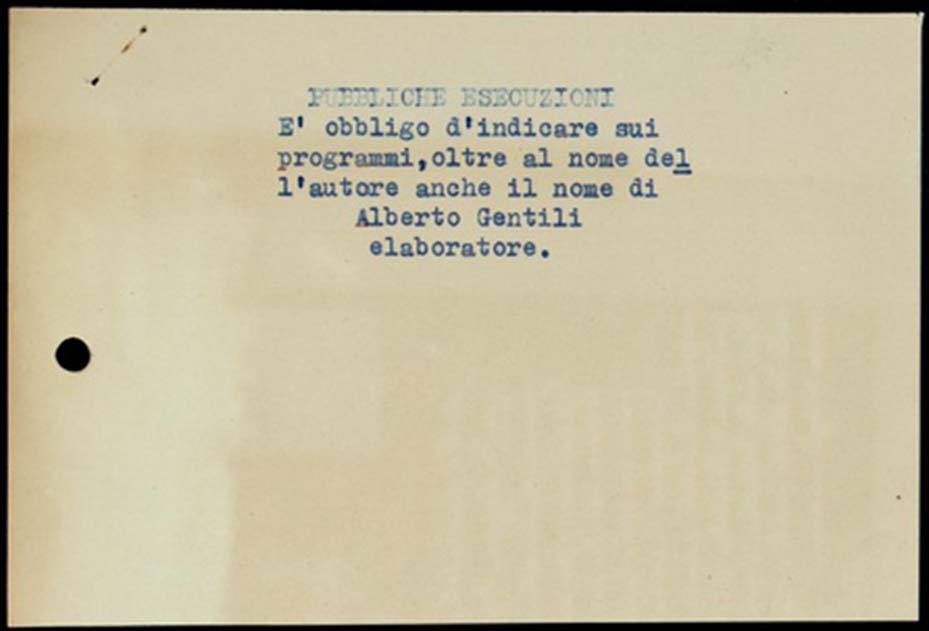 PUBBLICHE ESECUZIONI
E' obbligo d'indicare sui
programmi,oltre al nome del
l'autore anche il nome di
Alberto Gentili
elaboratore.